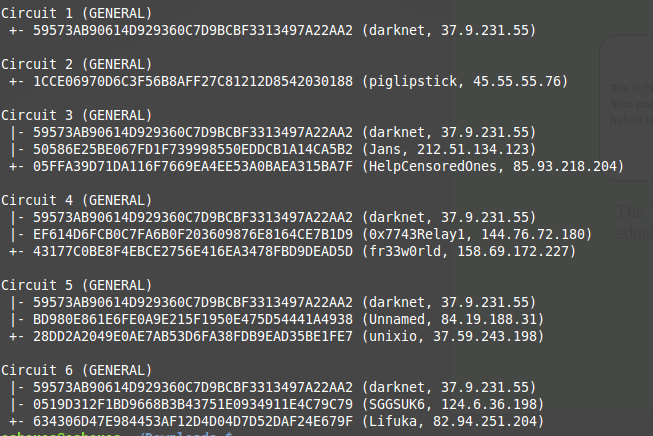 Circuit 1 (GENERAL)
+- 59573AB90614D929360C7D9BCBF3313497A22AA2 (darknet, 37.9.231.55)
Circuit 2 (GENERAL)
+- 1CCE06970D6C3F56B8AFF27C81212D8542030188 (piglipstick, 45.55.55.76)
Circuit 3 (GENERAL)
|- 59573AB90614D929360C7D9BCBF3313497A22AA2 (darknet, 37.9.231.55)
|- 50586E25BE067FD1F739998550EDDCB1A14CA5B2 (Jans, 212.51.134.123)
+- 05FFA39D71DA116F7669EA4EE53A0BAEA315BA7F (HelpCensoredOnes, 85.93.218.204)
Circuit 4 (GENERAL)
|- 59573AB90614D929360C7D9BCBF3313497A22AA2 (darknet, 37.9.231.55)
|- EF614D6FCB0C7FA6B0F203609876E8164CE7B1D9 (0x7743Relay1, 144.76.72.180)
+- 43177C0BE8F4EBCE2756E416EA3478FBD9DEAD5D (fr33w0rld, 158.69.172.227)
Circuit 5 (GENERAL)
|- 59573AB90614D929360C7D9BCBF3313497A22AA2 (darknet, 37.9.231.55)
|- BD980E861E6FE0A9E215F1950E475D54441A4938 (Unnamed, 84.19.188.31)
+- 28DD2A2049E0AE7AB53D6FA38FDB9EAD35BE1FE7 (unixio, 37.59.243.198)
Circuit 6 (GENERAL)
|- 59573AB90614D929360C7D9BCBF3313497A22AA2 (darknet, 37.9.231.55)
|- 0519D312F1BD9668B3B43751E0934911E4C79C79 (SGGSUK6, 124.6.36.198)
+- 634306D47E984453AF12D4D04D7D52DAF24E679F (Lifuka, 82.94.251.204)